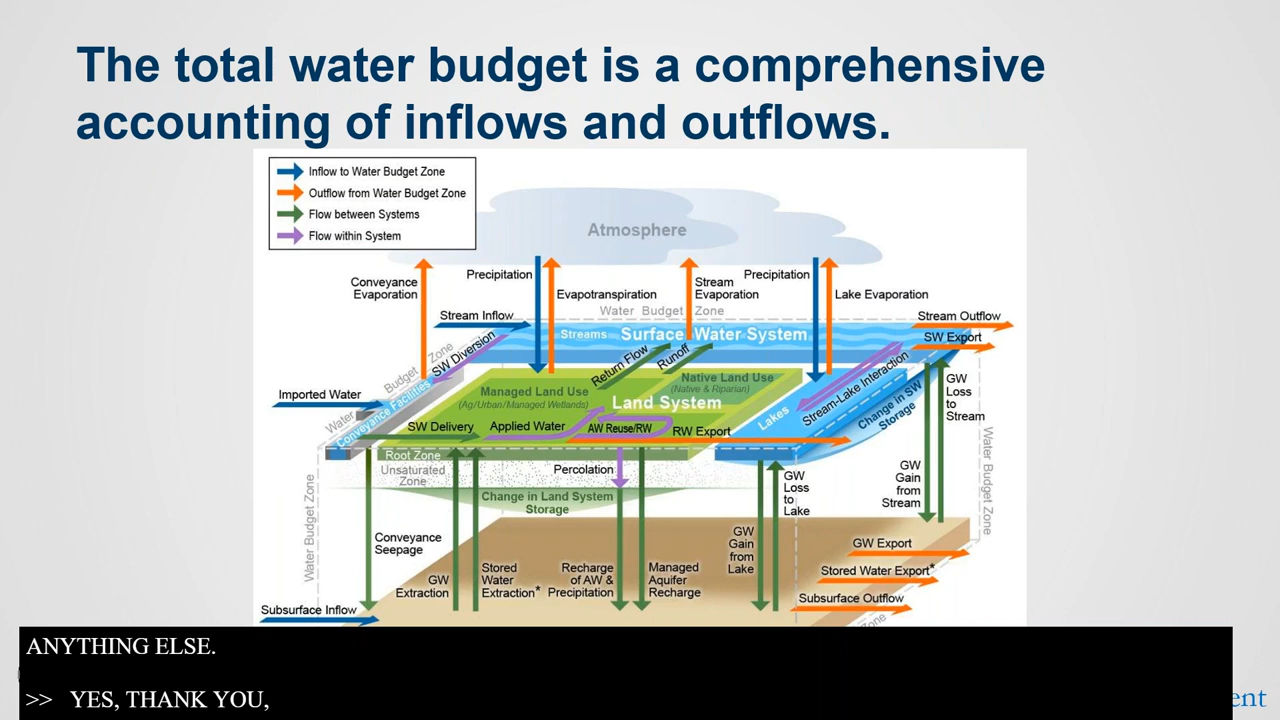 The total water budget is a comprehensive
accounting of inflows and outflows.
Inflow to Water Budget Zone
Outflow from Water Budget Zone
Flow between Systems
Flow within System
Atmosphere
Conveyance
Evaporation
Precipitation
Evapotranspiration
Stream
Evaporation
Precipitation
Lake Evaporation
Water Budget Zone
Stream Inflow
Stream Outflow
Streams
Surface Water System
SW Export
SW Diversion
Return Flow
Runoff
Stream-Lake Interaction
GW
Loss
to
Stream
Water Budget Zone
Imported Water
Conveyance Facilities
Managed Land Use
(Ag/Urban/Managed Wetlands)
Native Land Use
(Native & Riparian)
Land System
Lakes
Change in SW
Storage
SW Delivery
Applied Water
AW Reuse/RW
RW Export
Root Zone
Unsaturated
Zone
Percolation
Change in Land System
Storage
GW
Loss
to
Lake
GW
Gain
from
Stream
Water Budget Zone
Water Budget Zone
Conveyance
Seepage
GW
Extraction
Stored
Water
Extraction*
Recharge
of AW &
Precipitation
Managed
Aquifer
Recharge
GW
Gain
from
Lake
GW Export
Stored Water Export*
Subsurface Outflow
Subsurface Inflow
Zone
ANYTHING ELSE.
>> YES, THANK YOU,
ent